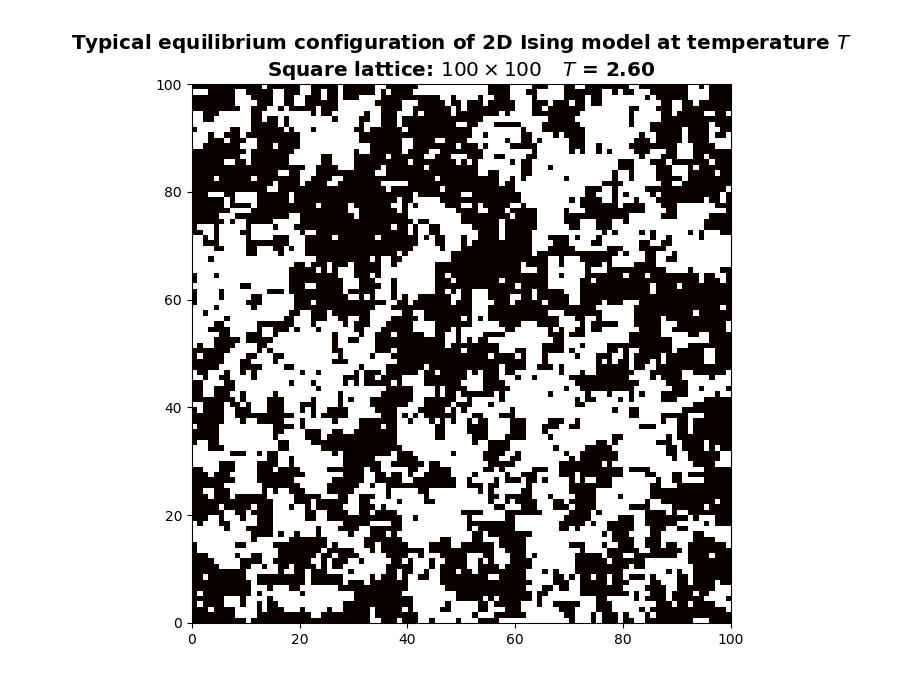 Typical equilibrium configuration of 2D Ising model at temperature T
Square lattice: 100 × 100 T = 2.60
100
80
60
40
20
0
0 20 40 60 80 100